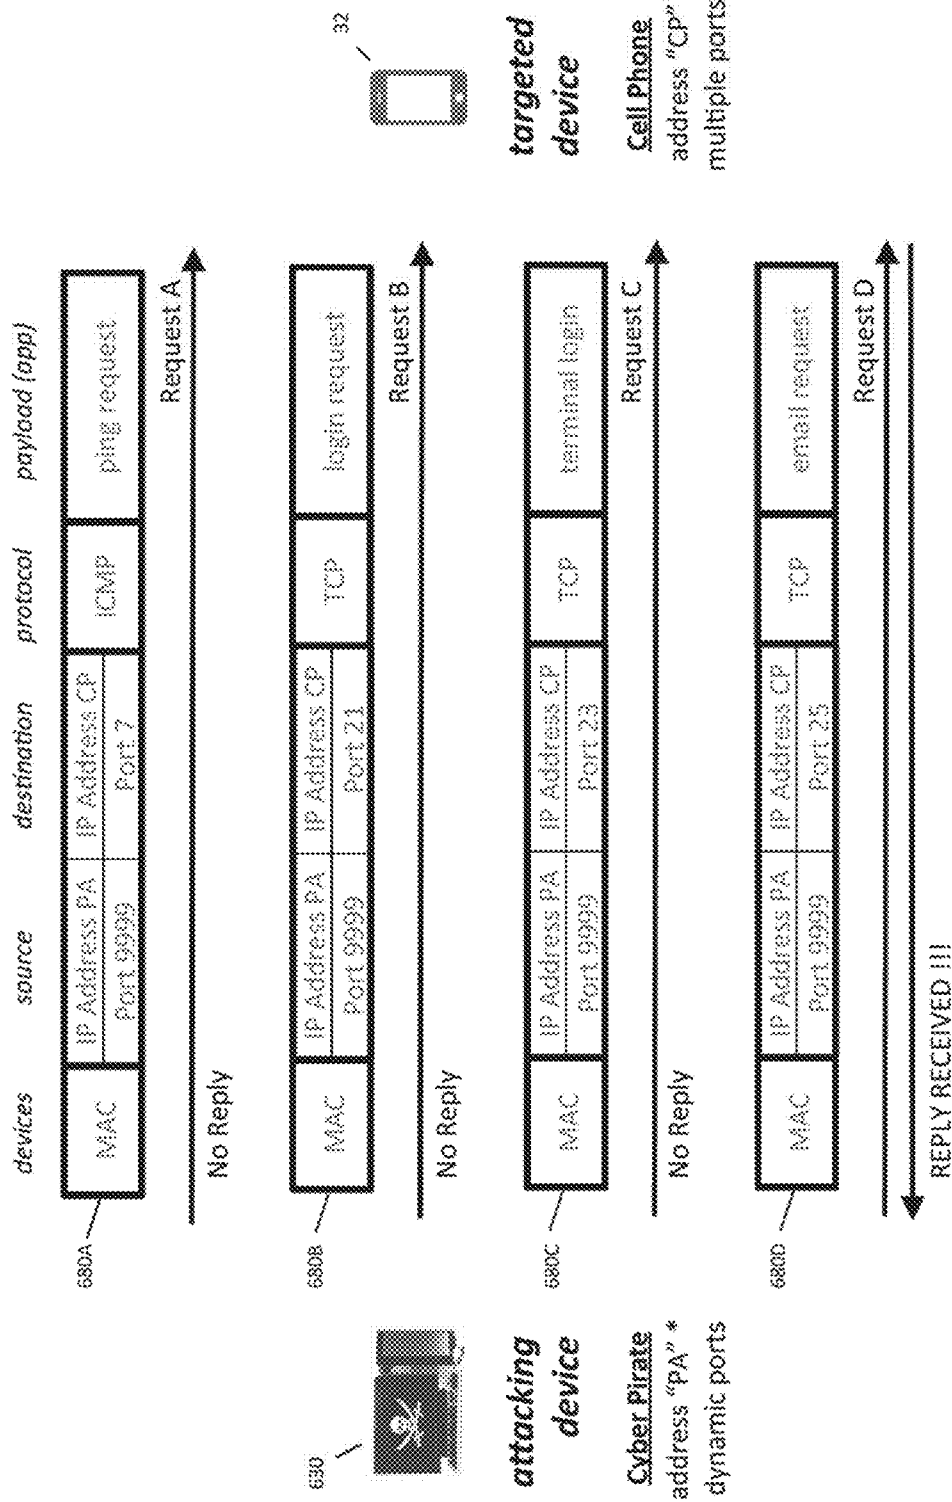 devices source destination protocol payload (app)
680A
MAC
IP Address PA
Port 9999
IP Address CP
Port 7
ICMP
ping request
Request A
No Reply
680B
MAC
IP Address PA
Port 9999
IP Address CP
Port 21
TCP
login request
Request B
No Reply
680C
MAC
IP Address PA
Port 9999
IP Address CP
Port 23
TCP
terminal login
Request C
No Reply
680D
MAC
IP Address PA
Port 9999
IP Address CP
Port 25
TCP
email request
Request D
REPLY RECEIVED !!!
630
attacking
device
Cyber Pirate
address "PA" *
dynamic ports
32
targeted
device
Cell Phone
address "CP"
multiple ports